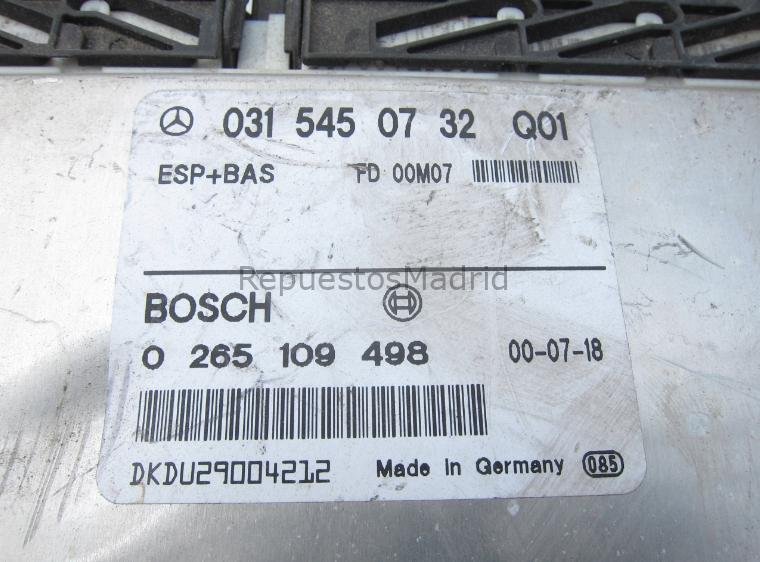 031 545 07 32 Q01
ESP+BAS FD 00M07
RepuestosMadrid
BOSCH
0 265 109 498 00-07-18
DKDU29004212 Made in Germany 085